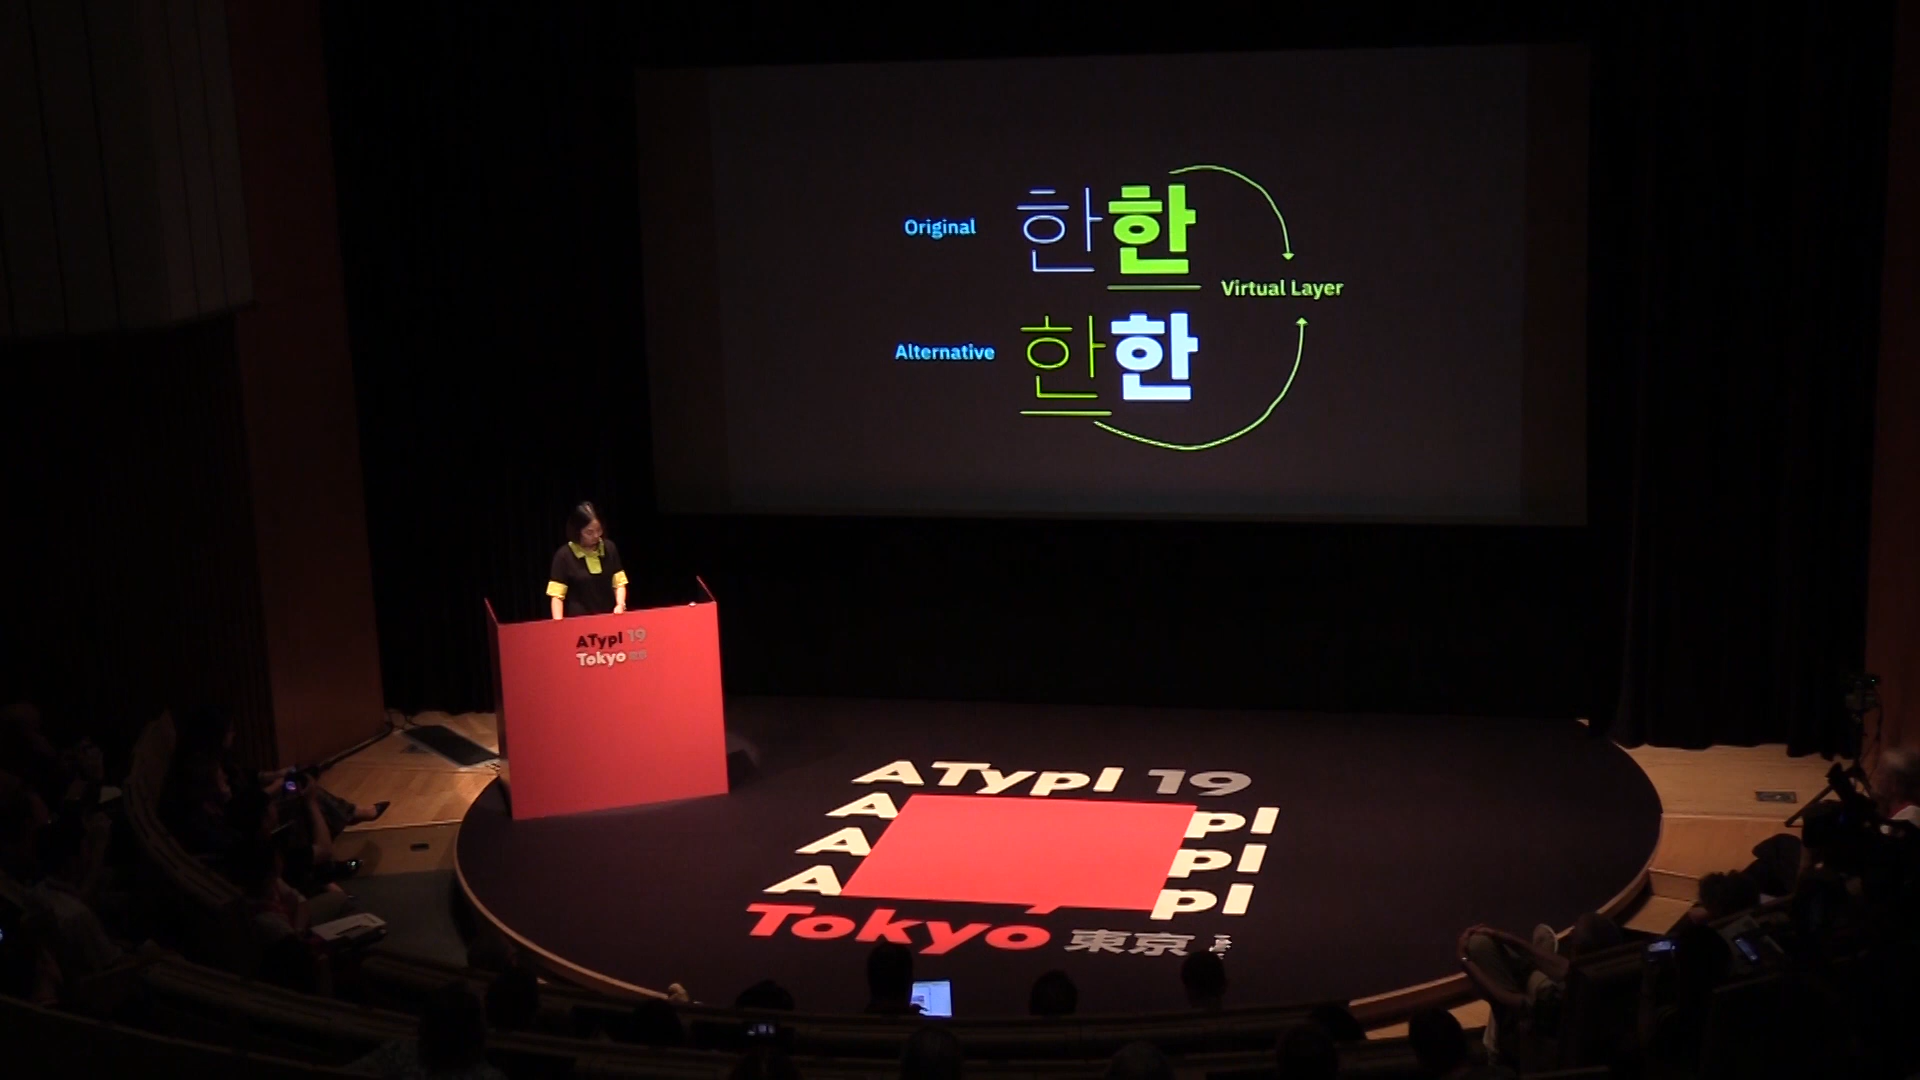 Original 한한
Virtual Layer
Alternative 한한
ATypI 19
Tokyo
ATypI 19
A pI
A pI
A pI
Tokyo 東京